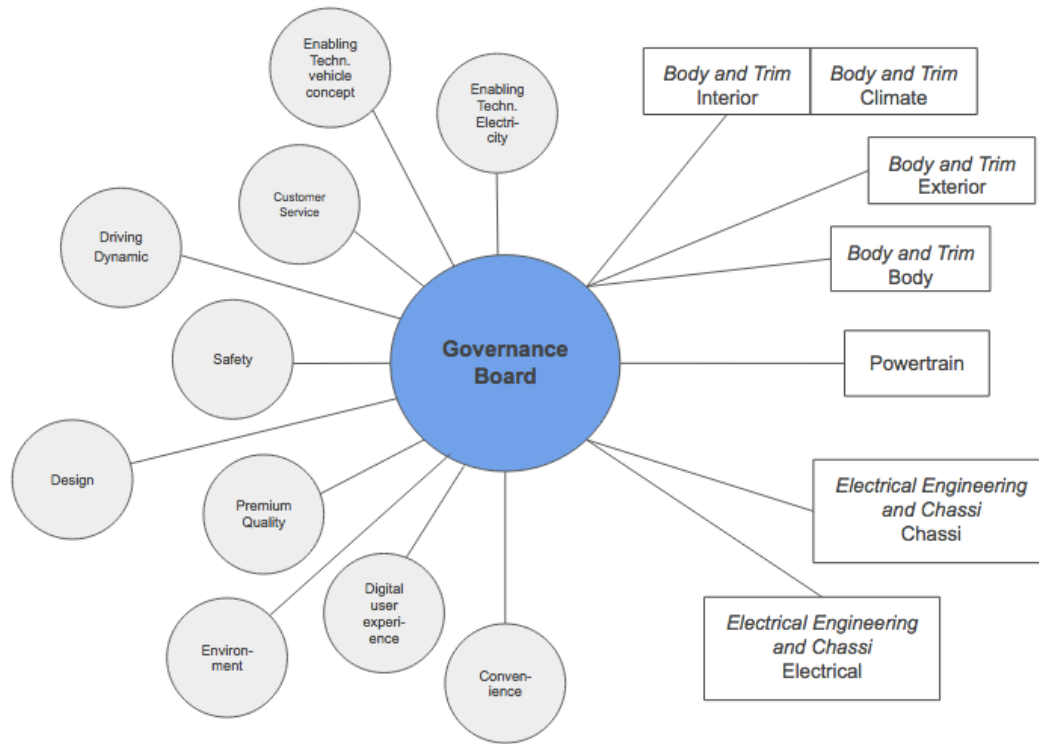 Enabling
Techn.
vehicle
concept
Enabling
Techn.
Electri-
city
Body and Trim
Interior
Body and Trim
Climate
Customer
Service
Body and Trim
Exterior
Driving
Dynamic
Body and Trim
Body
Safety
Governance
Board
Powertrain
Design
Premium
Quality
Electrical Engineering
and Chassi
Chassi
Digital
user
experi-
ence
Environ-
ment
Conven-
ience
Electrical Engineering
and Chassi
Electrical